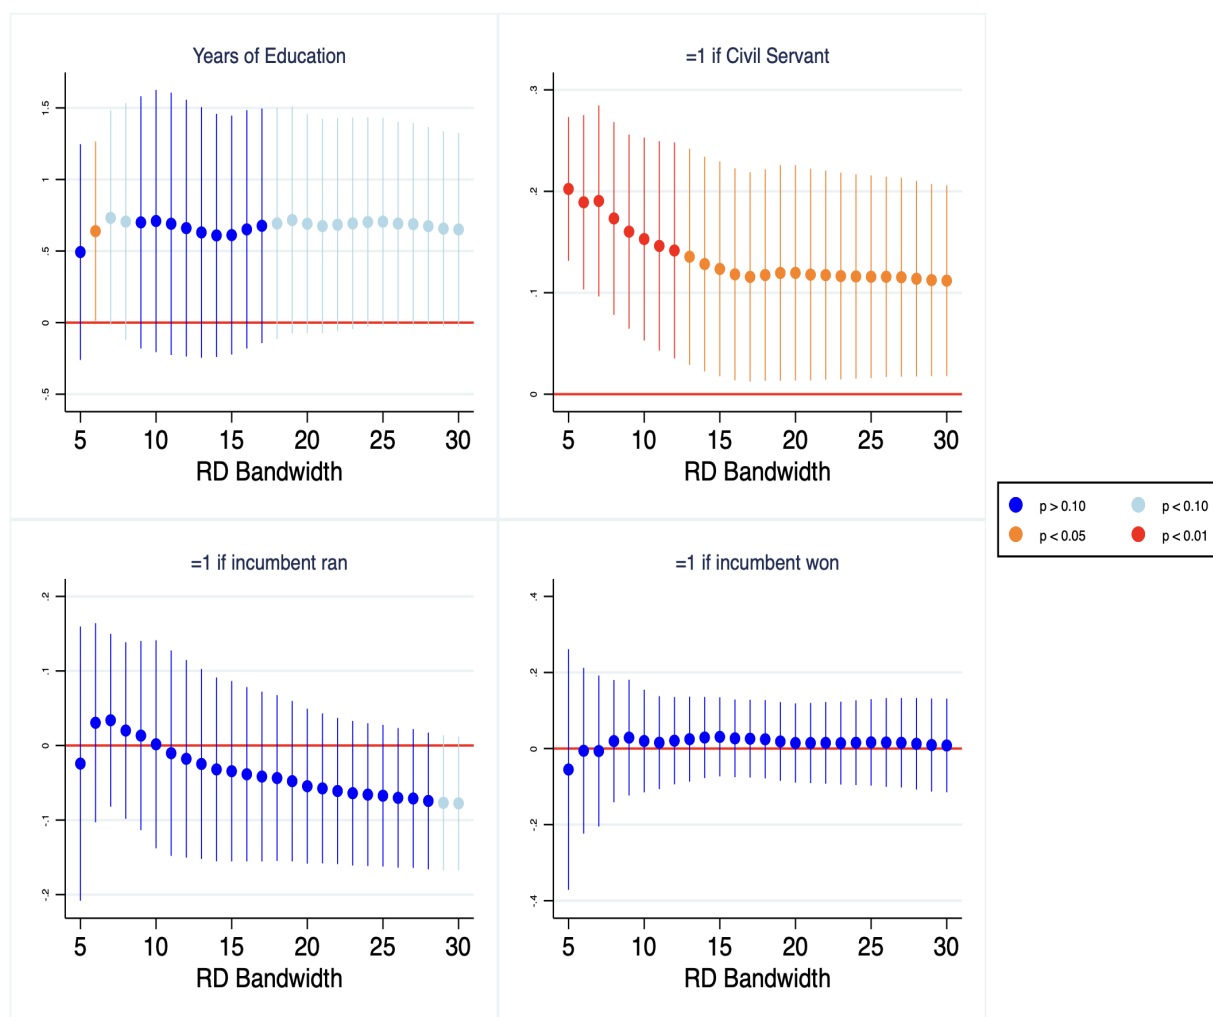 Years of Education
1.5
1
.5
0
-.5
5 10 15 20 25 30
RD Bandwidth
=1 if Civil Servant
.3
.2
.1
0
5 10 15 20 25 30
RD Bandwidth
=1 if incumbent ran
.2
.1
0
-.1
-.2
5 10 15 20 25 30
RD Bandwidth
=1 if incumbent won
.4
.2
0
-.2
-.4
5 10 15 20 25 30
RD Bandwidth
p > 0.10 p < 0.10
p < 0.05 p < 0.01